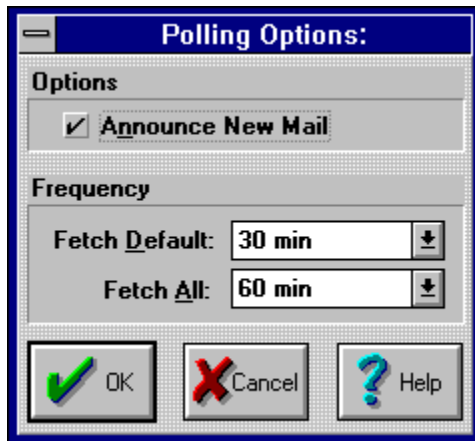 Polling Options:
Options
Announce New Mail
Frequency
Fetch Default: 30 min
Fetch All: 60 min
OK Cancel Help